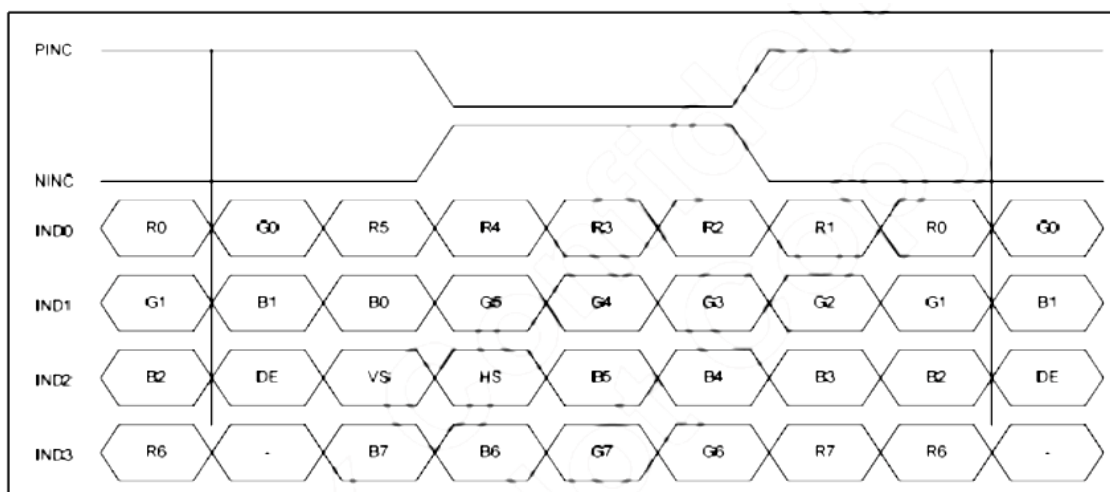 PINC
NINC
IND0 R0 G0 R5 R4 R3 R2 R1 R0 G0
IND1 G1 B1 B0 G5 G4 G3 G2 G1 B1
IND2 B2 DE VS HS B5 B4 B3 B2 DE
IND3 R6 - B7 B6 G7 G6 R7 R6 -